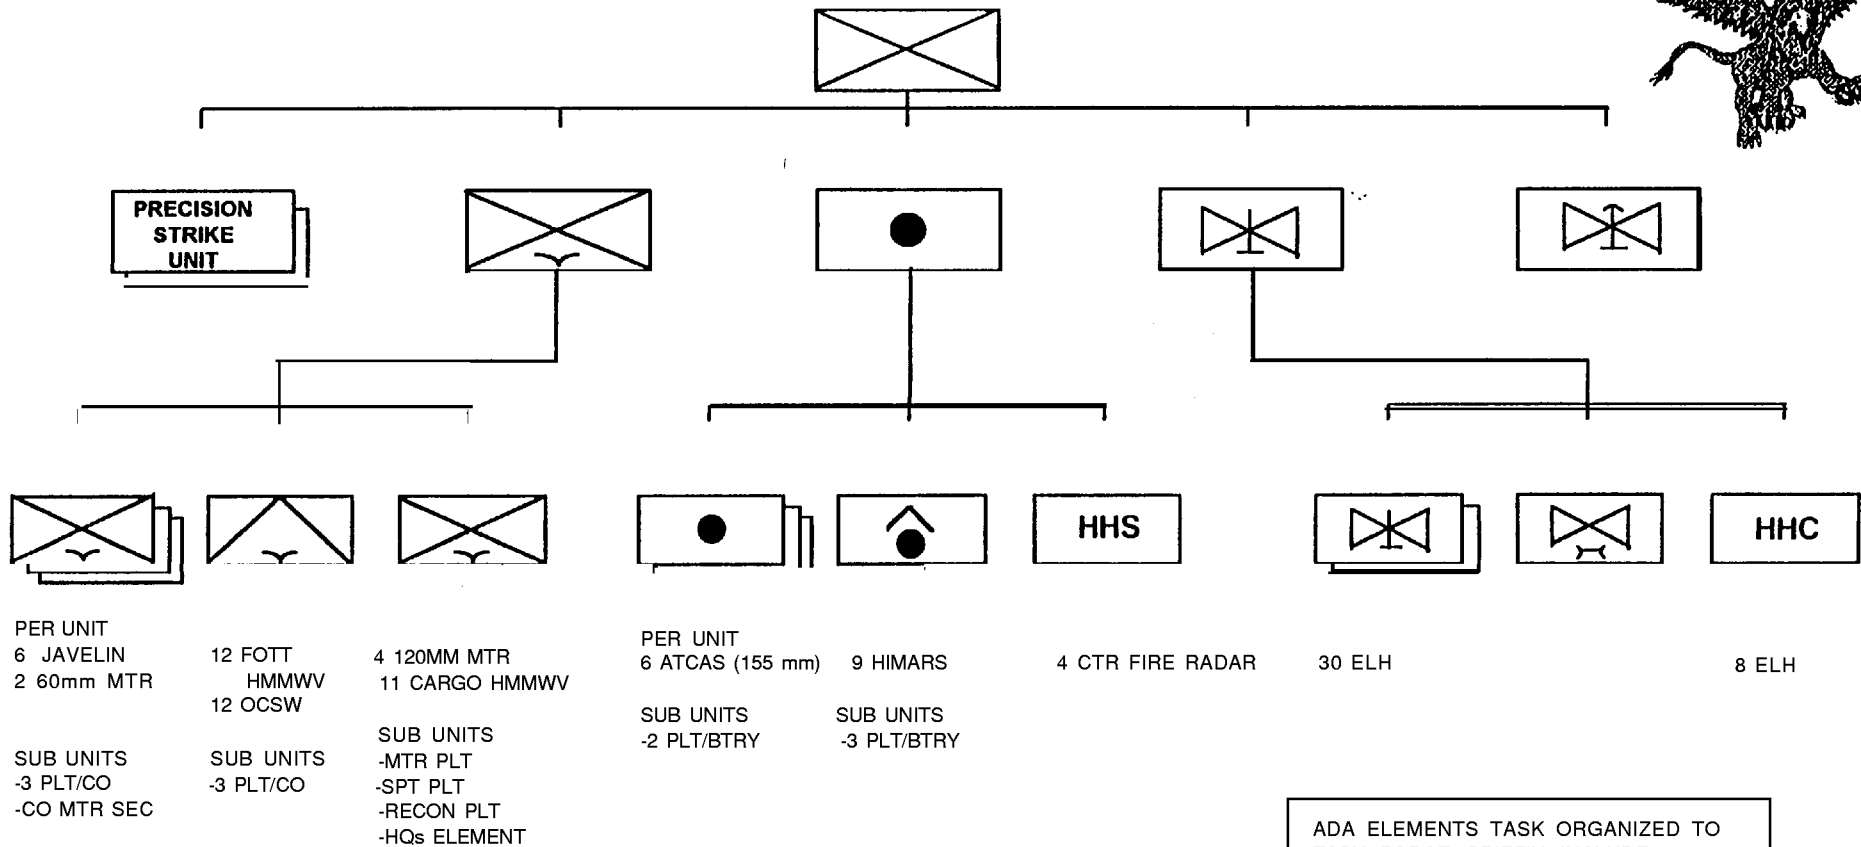 PRECISION
STRIKE
UNIT
HHS
HHC
PER UNIT
6 JAVELIN
2 60mm MTR
SUB UNITS
-3 PLT/CO
-CO MTR SEC
12 FOTT
HMMWV
12 OCSW
SUB UNITS
-3 PLT/CO
4 120MM MTR
11 CARGO HMMWV
SUB UNITS
-MTR PLT
-SPT PLT
-RECON PLT
-HQs ELEMENT
PER UNIT
6 ATCAS (155 mm)
SUB UNITS
-2 PLT/BTRY
9 HIMARS
SUB UNITS
-3 PLT/BTRY
4 CTR FIRE RADAR
30 ELH
8 ELH
ADA ELEMENTS TASK ORGANIZED TO